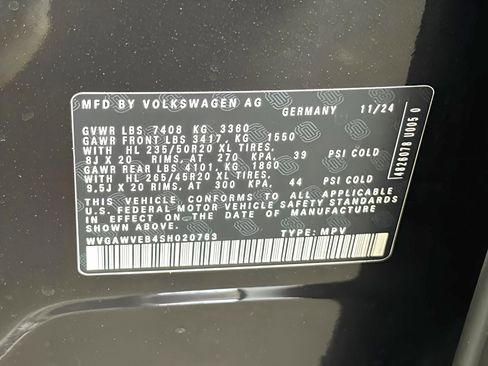 MFD BY VOLKSWAGEN AG
GERMANY 11/24
GVWR LBS 7408 KG 3360
GAWR FRONT LBS 3417 KG 1550
WITH HL 235/50R20 XL TIRES,
8J X 20 RIMS, AT 270 KPA, 39 PSI COLD
GAWR REAR LBS 4101, KG 1860
WITH HL 265/45R20 XL TIRES,
9.5J X 20 RIMS, AT 300 KPA, 44 PSI COLD
THIS VEHICLE CONFORMS TO ALL APPLICABLE
U.S. FEDERAL MOTOR VEHICLE SAFETY STANDARDS
IN EFFECT ON THE DATE OF MANUFACTURE
SHOWN ABOVE.
WVGAWVEB4SH020763 TYPE: MPV
4826078 U005 0